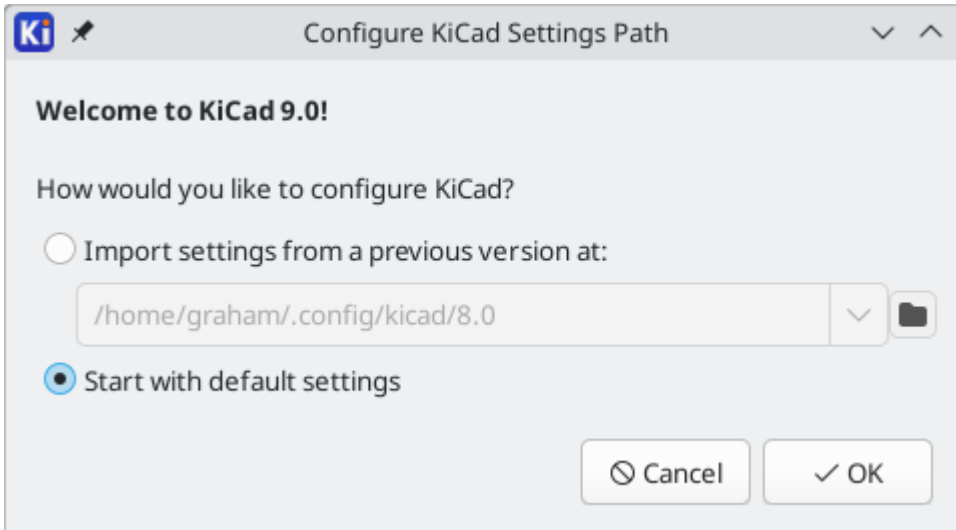 Ki
Configure KiCad Settings Path
Welcome to KiCad 9.0!
How would you like to configure KiCad?
Import settings from a previous version at:
/home/graham/.config/kicad/8.0
Start with default settings
Cancel
OK